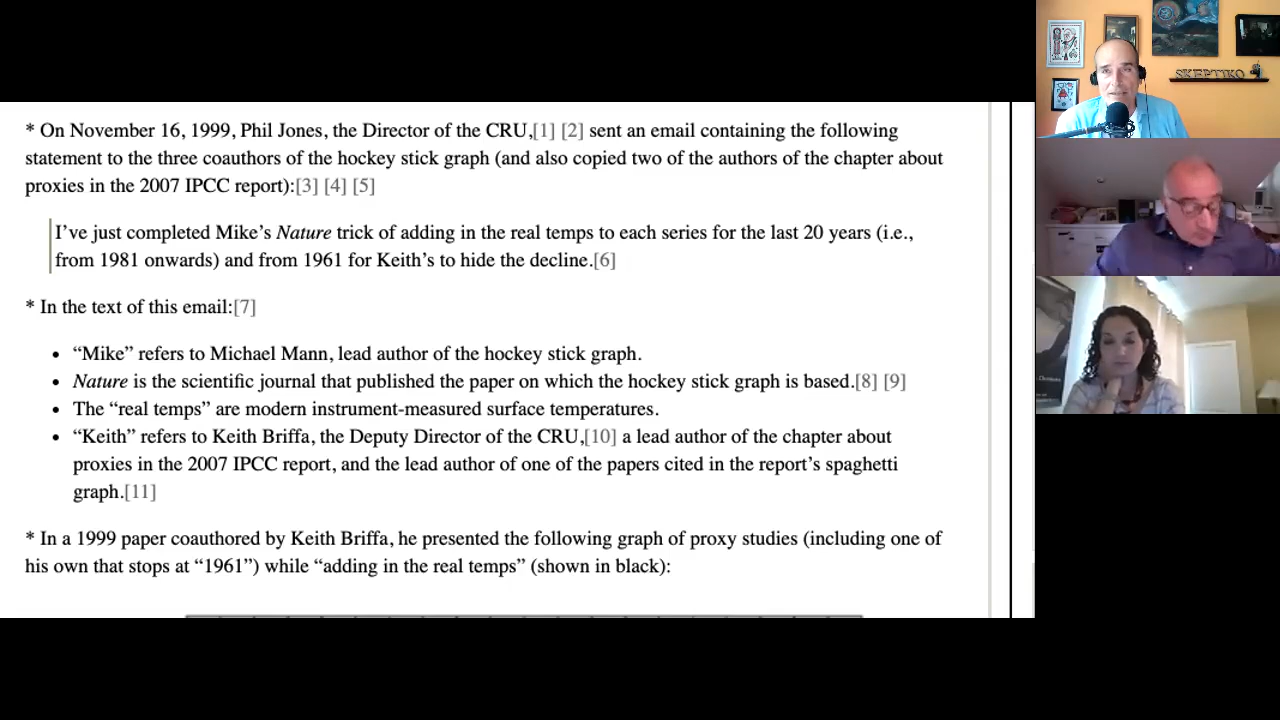 * On November 16, 1999, Phil Jones, the Director of the CRU,[1] [2] sent an email containing the following
statement to the three coauthors of the hockey stick graph (and also copied two of the authors of the chapter about
proxies in the 2007 IPCC report):[3] [4] [5]
I’ve just completed Mike’s Nature trick of adding in the real temps to each series for the last 20 years (i.e.,
from 1981 onwards) and from 1961 for Keith’s to hide the decline.[6]
* In the text of this email:[7]
• “Mike” refers to Michael Mann, lead author of the hockey stick graph.
• Nature is the scientific journal that published the paper on which the hockey stick graph is based.[8] [9]
• The “real temps” are modern instrument-measured surface temperatures.
• “Keith” refers to Keith Briffa, the Deputy Director of the CRU,[10] a lead author of the chapter about
proxies in the 2007 IPCC report, and the lead author of one of the papers cited in the report’s spaghetti
graph.[11]
* In a 1999 paper coauthored by Keith Briffa, he presented the following graph of proxy studies (including one of
his own that stops at “1961”) while “adding in the real temps” (shown in black):
SKEPTIKO